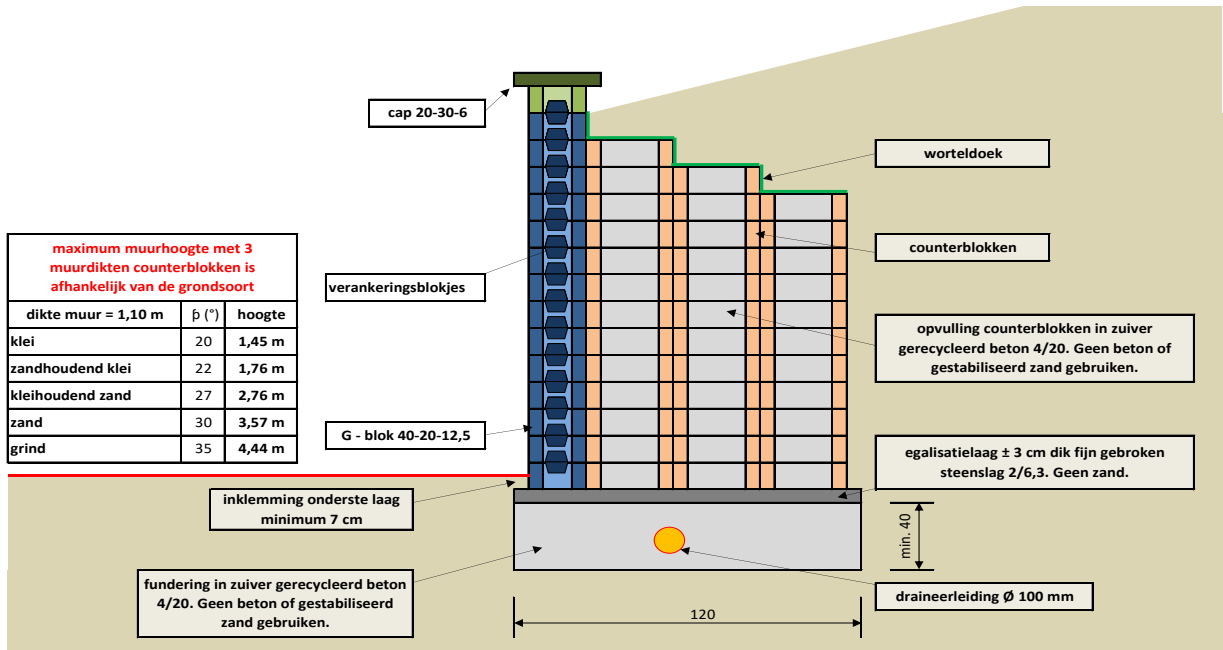 cap 20-30-6
worteldoek
counterblokken
maximum muurhoogte met 3
muurdikten counterblokken is
afhankelijk van de grondsoort
dikte muur = 1,10 m ϸ (°) hoogte
klei 20 1,45 m
zandhoudend klei 22 1,76 m
kleihoudend zand 27 2,76 m
zand 30 3,57 m
grind 35 4,44 m
verankeringsblokjes
opvulling counterblokken in zuiver
gerecycleerd beton 4/20. Geen beton of
gestabiliseerd zand gebruiken.
G - blok 40-20-12,5
egalisatielaag ± 3 cm dik fijn gebroken
steenslag 2/6,3. Geen zand.
inklemming onderste laag
minimum 7 cm
min. 40
fundering in zuiver gerecycleerd beton
4/20. Geen beton of gestabiliseerd
zand gebruiken.
draineerleiding Ø 100 mm
120